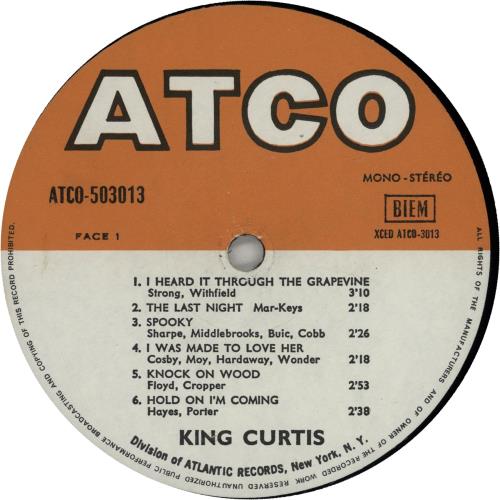 ATCO
MONO - STÉRÉO
ATCO-503013
BIEM
FACE 1
XCED ATCO-3013
1. I HEARD IT THROUGH THE GRAPEVINE
Strong, Withfield 3'10
2. THE LAST NIGHT Mar-Keys 2'18
3. SPOOKY
Sharpe, Middlebrooks, Buic, Cobb 2'26
4. I WAS MADE TO LOVE HER
Cosby, Moy, Hardaway, Wonder 2'18
5. KNOCK ON WOOD
Floyd, Cropper 2'53
6. HOLD ON I'M COMING
Hayes, Porter 2'38
KING CURTIS
Division of ATLANTIC RECORDS, New York, N. Y.
ALL RIGHTS OF THE MANUFACTURERS AND OF OWNER OF THE RECORDED WORK RESERVED UNAUTHORIZED PUBLIC PERFORMANCE BROADCASTING AND COPYING OF THIS RECORD PROHIBITED.